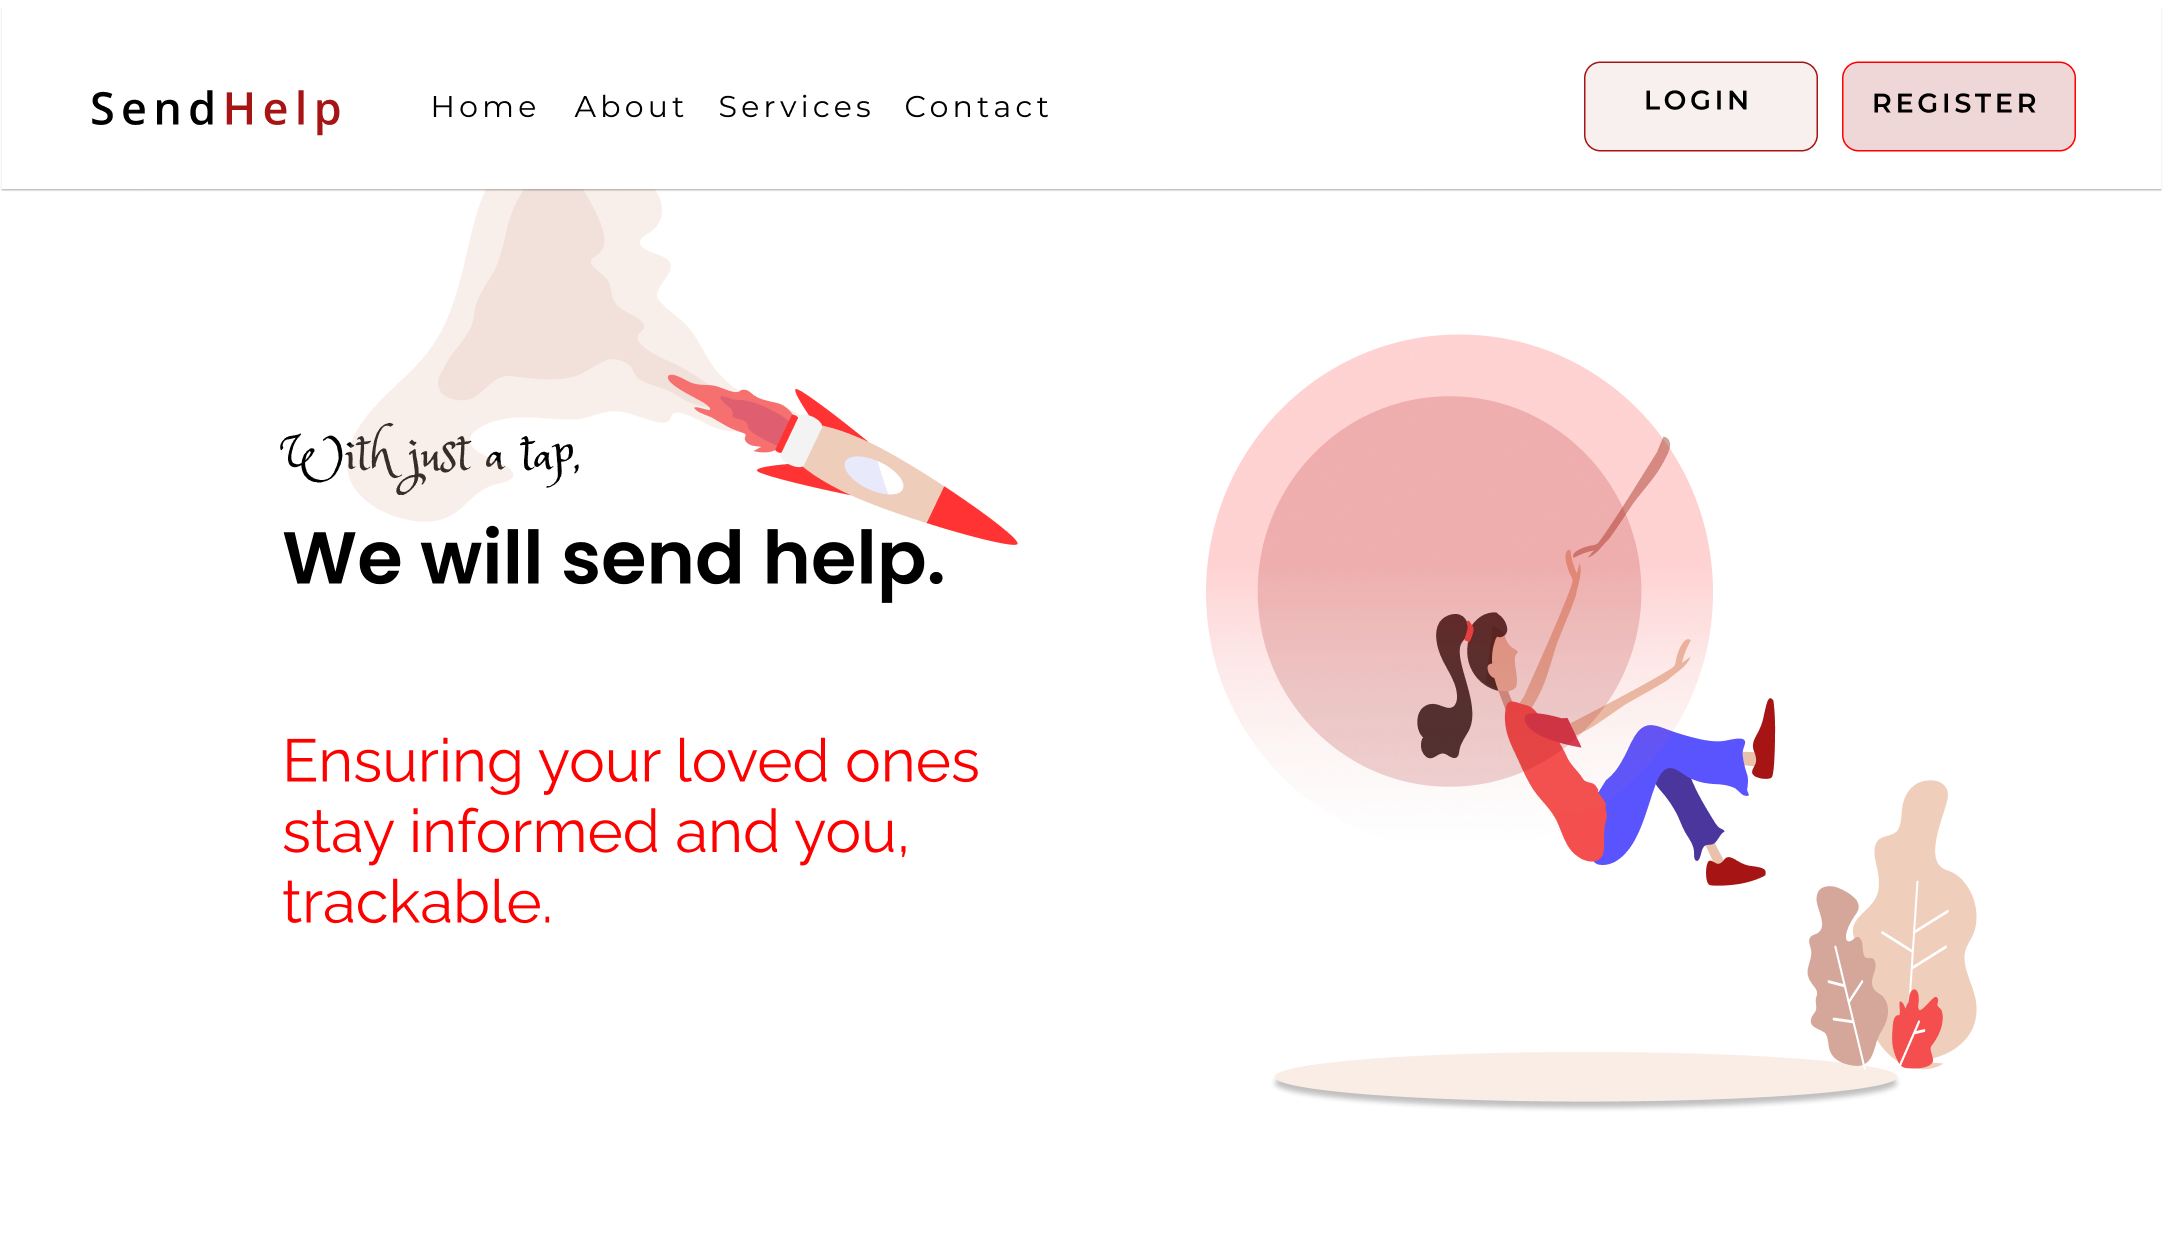 SendHelp
Home About Services Contact
LOGIN
REGISTER
With just a tap,
We will send help.
Ensuring your loved ones
stay informed and you,
trackable.